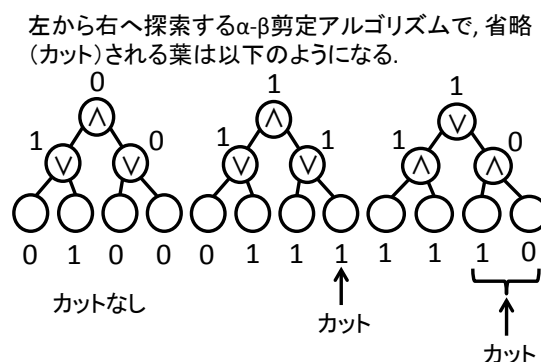 左から右へ探索するα-β剪定アルゴリズムで, 省略
(カット)される葉は以下のようになる.
0 1 1
∧ ∧ ∨
1 0 1 1 1 0
∨ ∨ ∨ ∨ ∧ ∧
0 1 0 0 0 1 1 1 1 1 1 0
カットなし
カット
カット